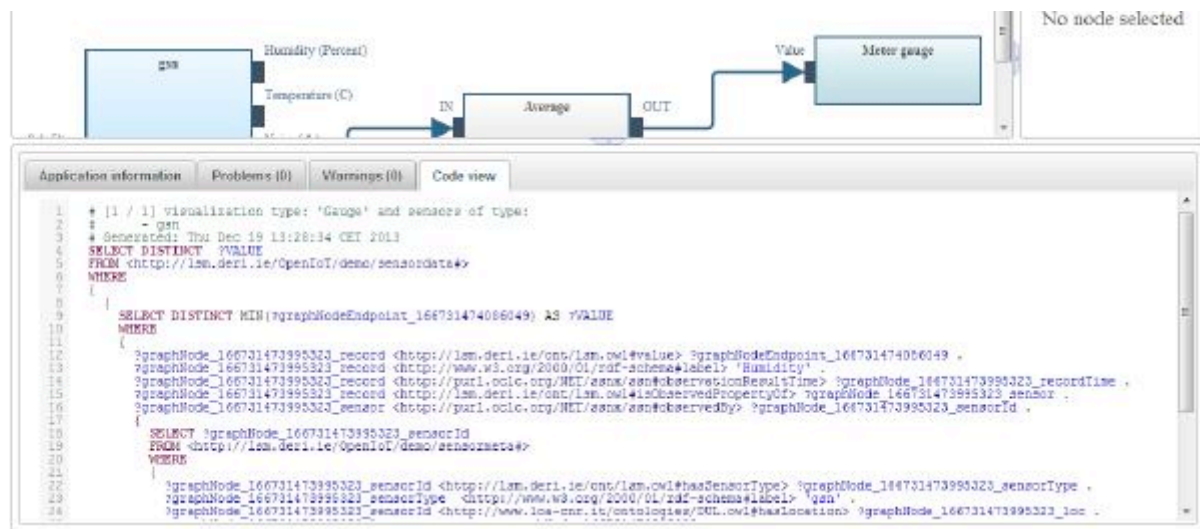 No node selected
Humidity (Percent)
Value
Meter gauge
gsn
Temperature (C)
IN
Average
OUT
Application information
Problems (0)
Warnings (0)
Code view
1 # [1 / 1] visualization type: 'Gauge' and sensors of type:
2 # - gsn
3 # Generated: Thu Dec 19 13:28:34 CET 2013
4 SELECT DISTINCT ?VALUE
5 FROM <http://lsm.deri.ie/OpenIoT/demo/sensordata#>
6 WHERE
7 {
8 {
9 SELECT DISTINCT MIN(?graphNodeEndpoint_166731474086049) AS ?VALUE
10 WHERE
11 {
12 ?graphNode_166731473995323_record <http://lsm.deri.ie/ont/lsm.owl#value> ?graphNodeEndpoint_166731474086049 .
13 ?graphNode_166731473995323_record <http://www.w3.org/2000/01/rdf-schema#label> 'Humidity' .
14 ?graphNode_166731473995323_record <http://purl.oclc.org/NET/ssnx/ssn#observationResultTime> ?graphNode_166731473995323_recordTime .
15 ?graphNode_166731473995323_record <http://lsm.deri.ie/ont/lsm.owl#isObservedPropertyOf> ?graphNode_166731473995323_sensor .
16 ?graphNode_166731473995323_sensor <http://purl.oclc.org/NET/ssnx/ssn#observedBy> ?graphNode_166731473995323_sensorId .
17 {
18 SELECT ?graphNode_166731473995323_sensorId
19 FROM <http://lsm.deri.ie/OpenIoT/demo/sensormeta#>
20 WHERE
21 {
22 ?graphNode_166731473995323_sensorId <http://lsm.deri.ie/ont/lsm.owl#hasSensorType> ?graphNode_166731473995323_sensorType .
23 ?graphNode_166731473995323_sensorType <http://www.w3.org/2000/01/rdf-schema#label> 'gsn' .
24 ?graphNode_166731473995323_sensorId <http://www.loa-cnr.it/ontologies/DUL.owl#hasLocation> ?graphNode_166731473995323_loc .